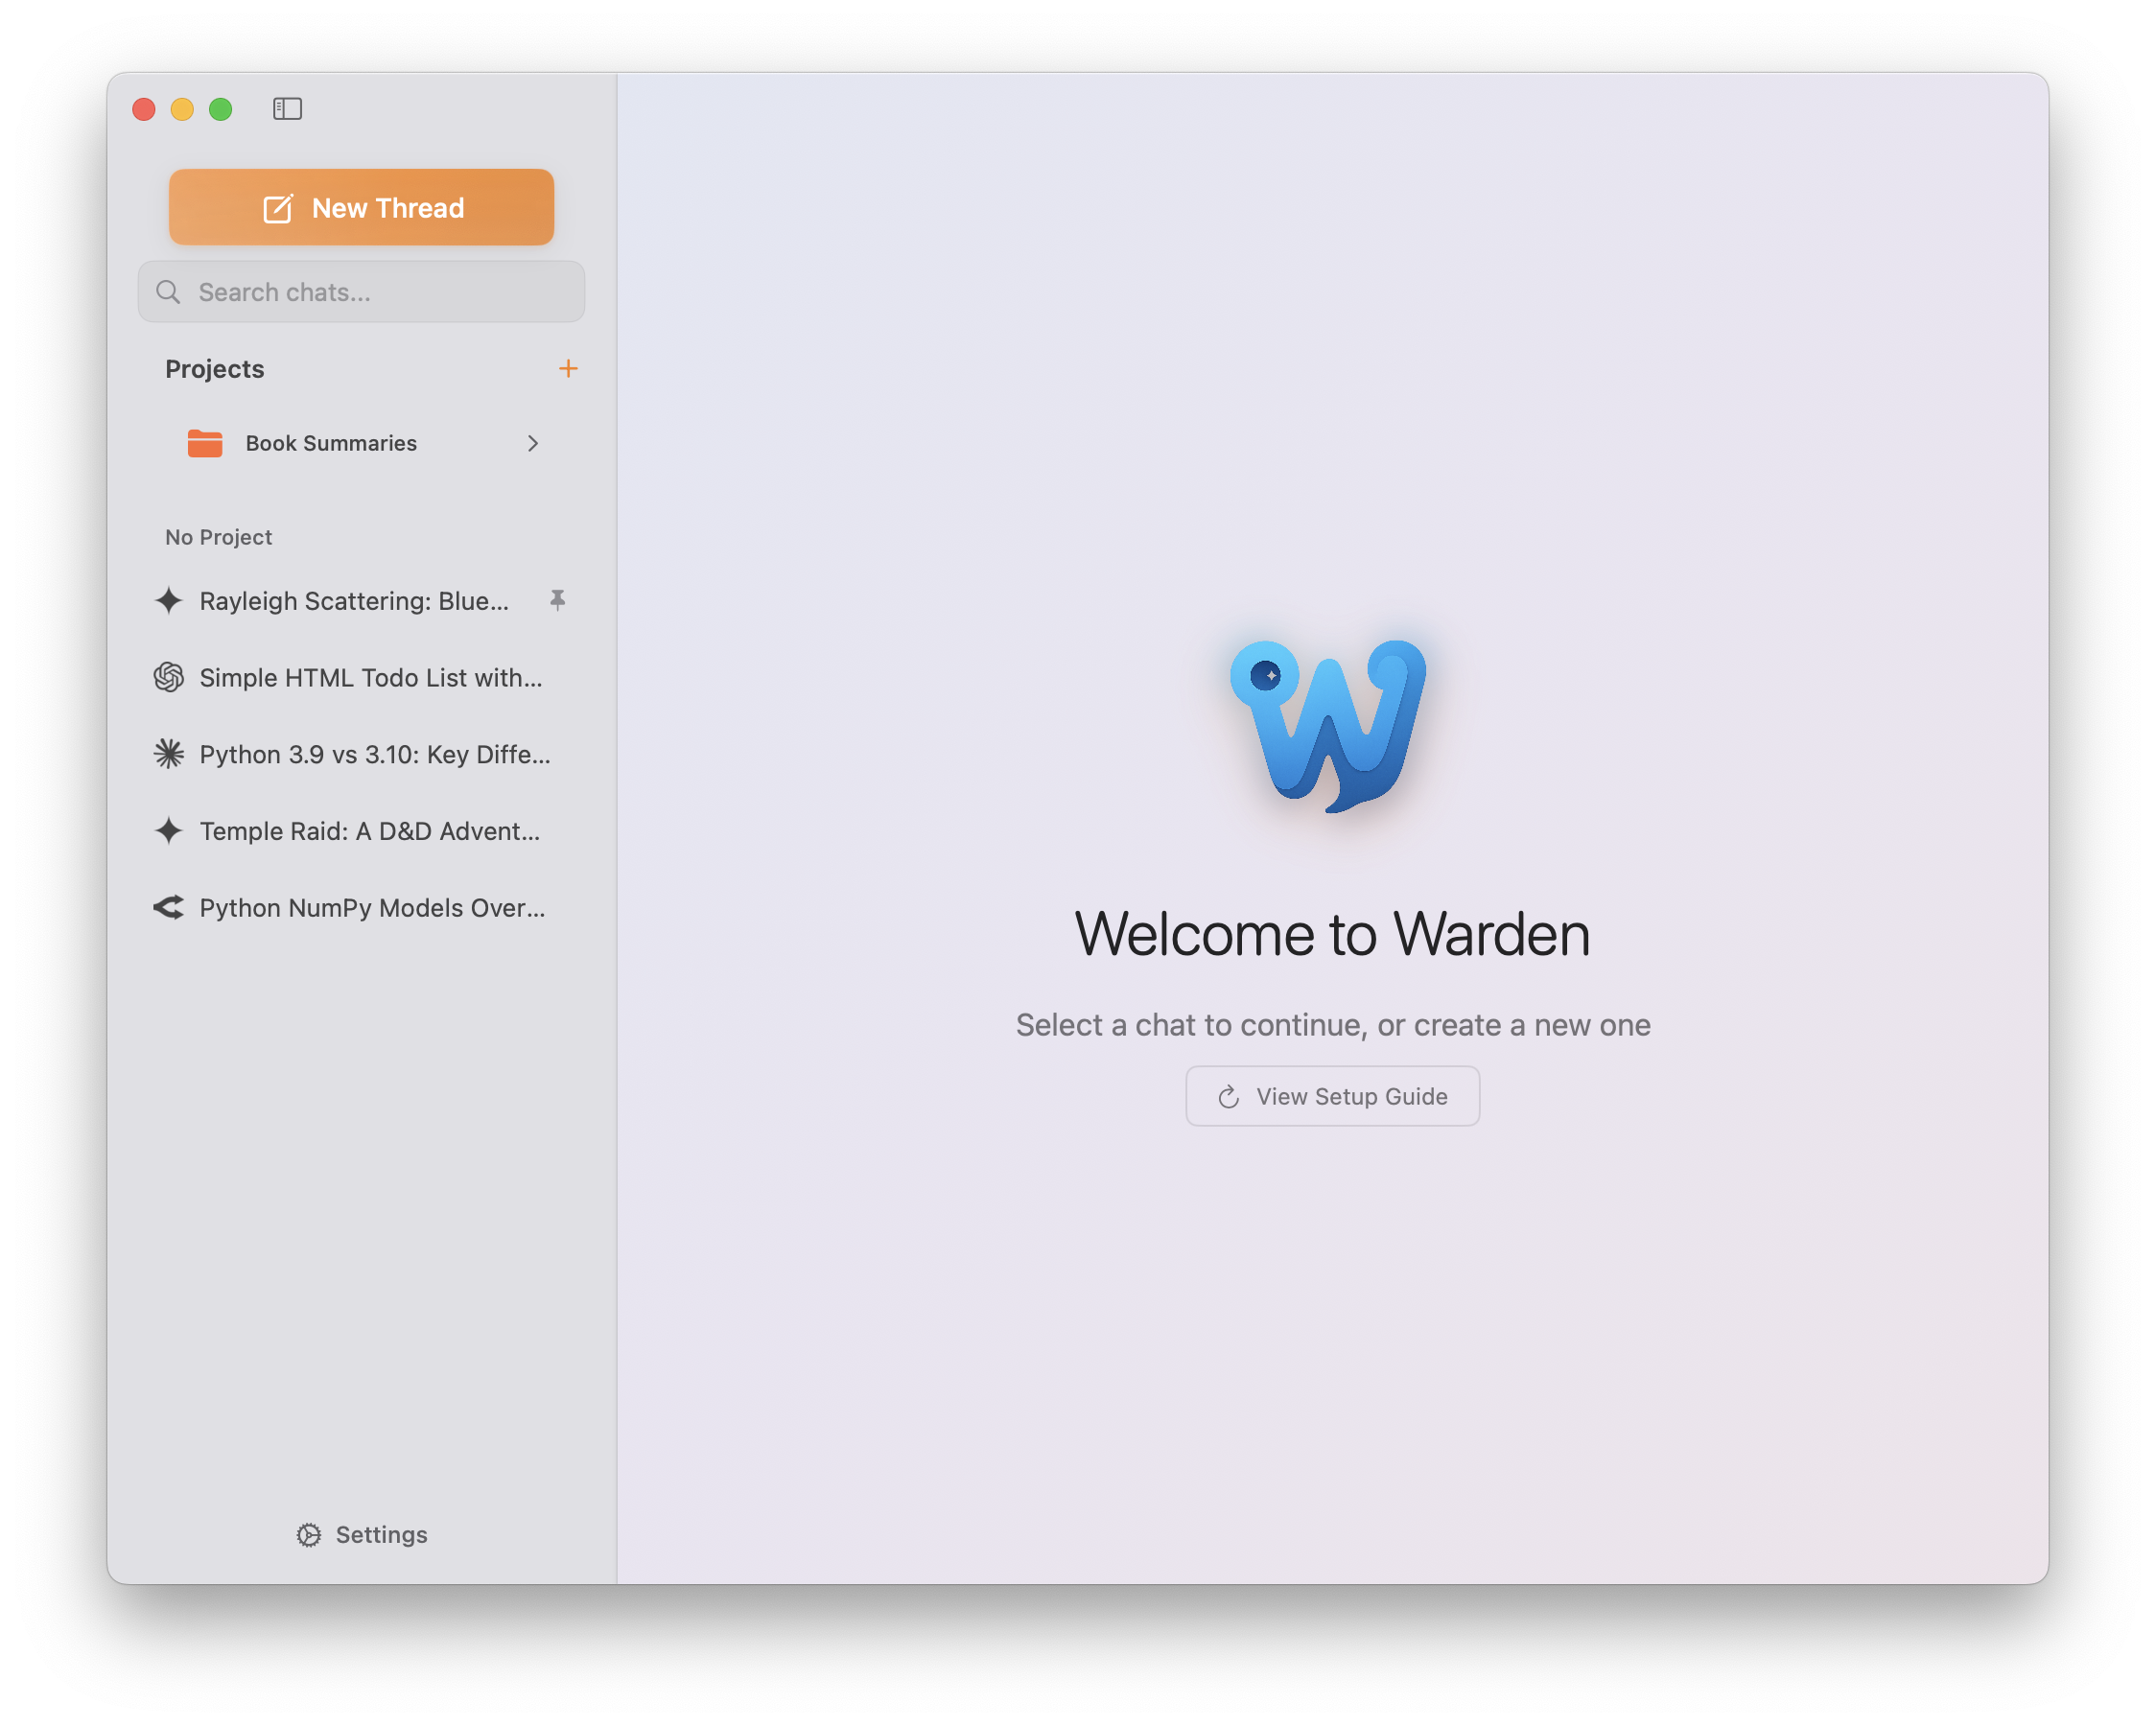 New Thread
Search chats...
Projects
Book Summaries
No Project
Rayleigh Scattering: Blue...
Simple HTML Todo List with...
Python 3.9 vs 3.10: Key Diffe...
Temple Raid: A D&D Advent...
Python NumPy Models Over...
Settings
Welcome to Warden
Select a chat to continue, or create a new one
View Setup Guide